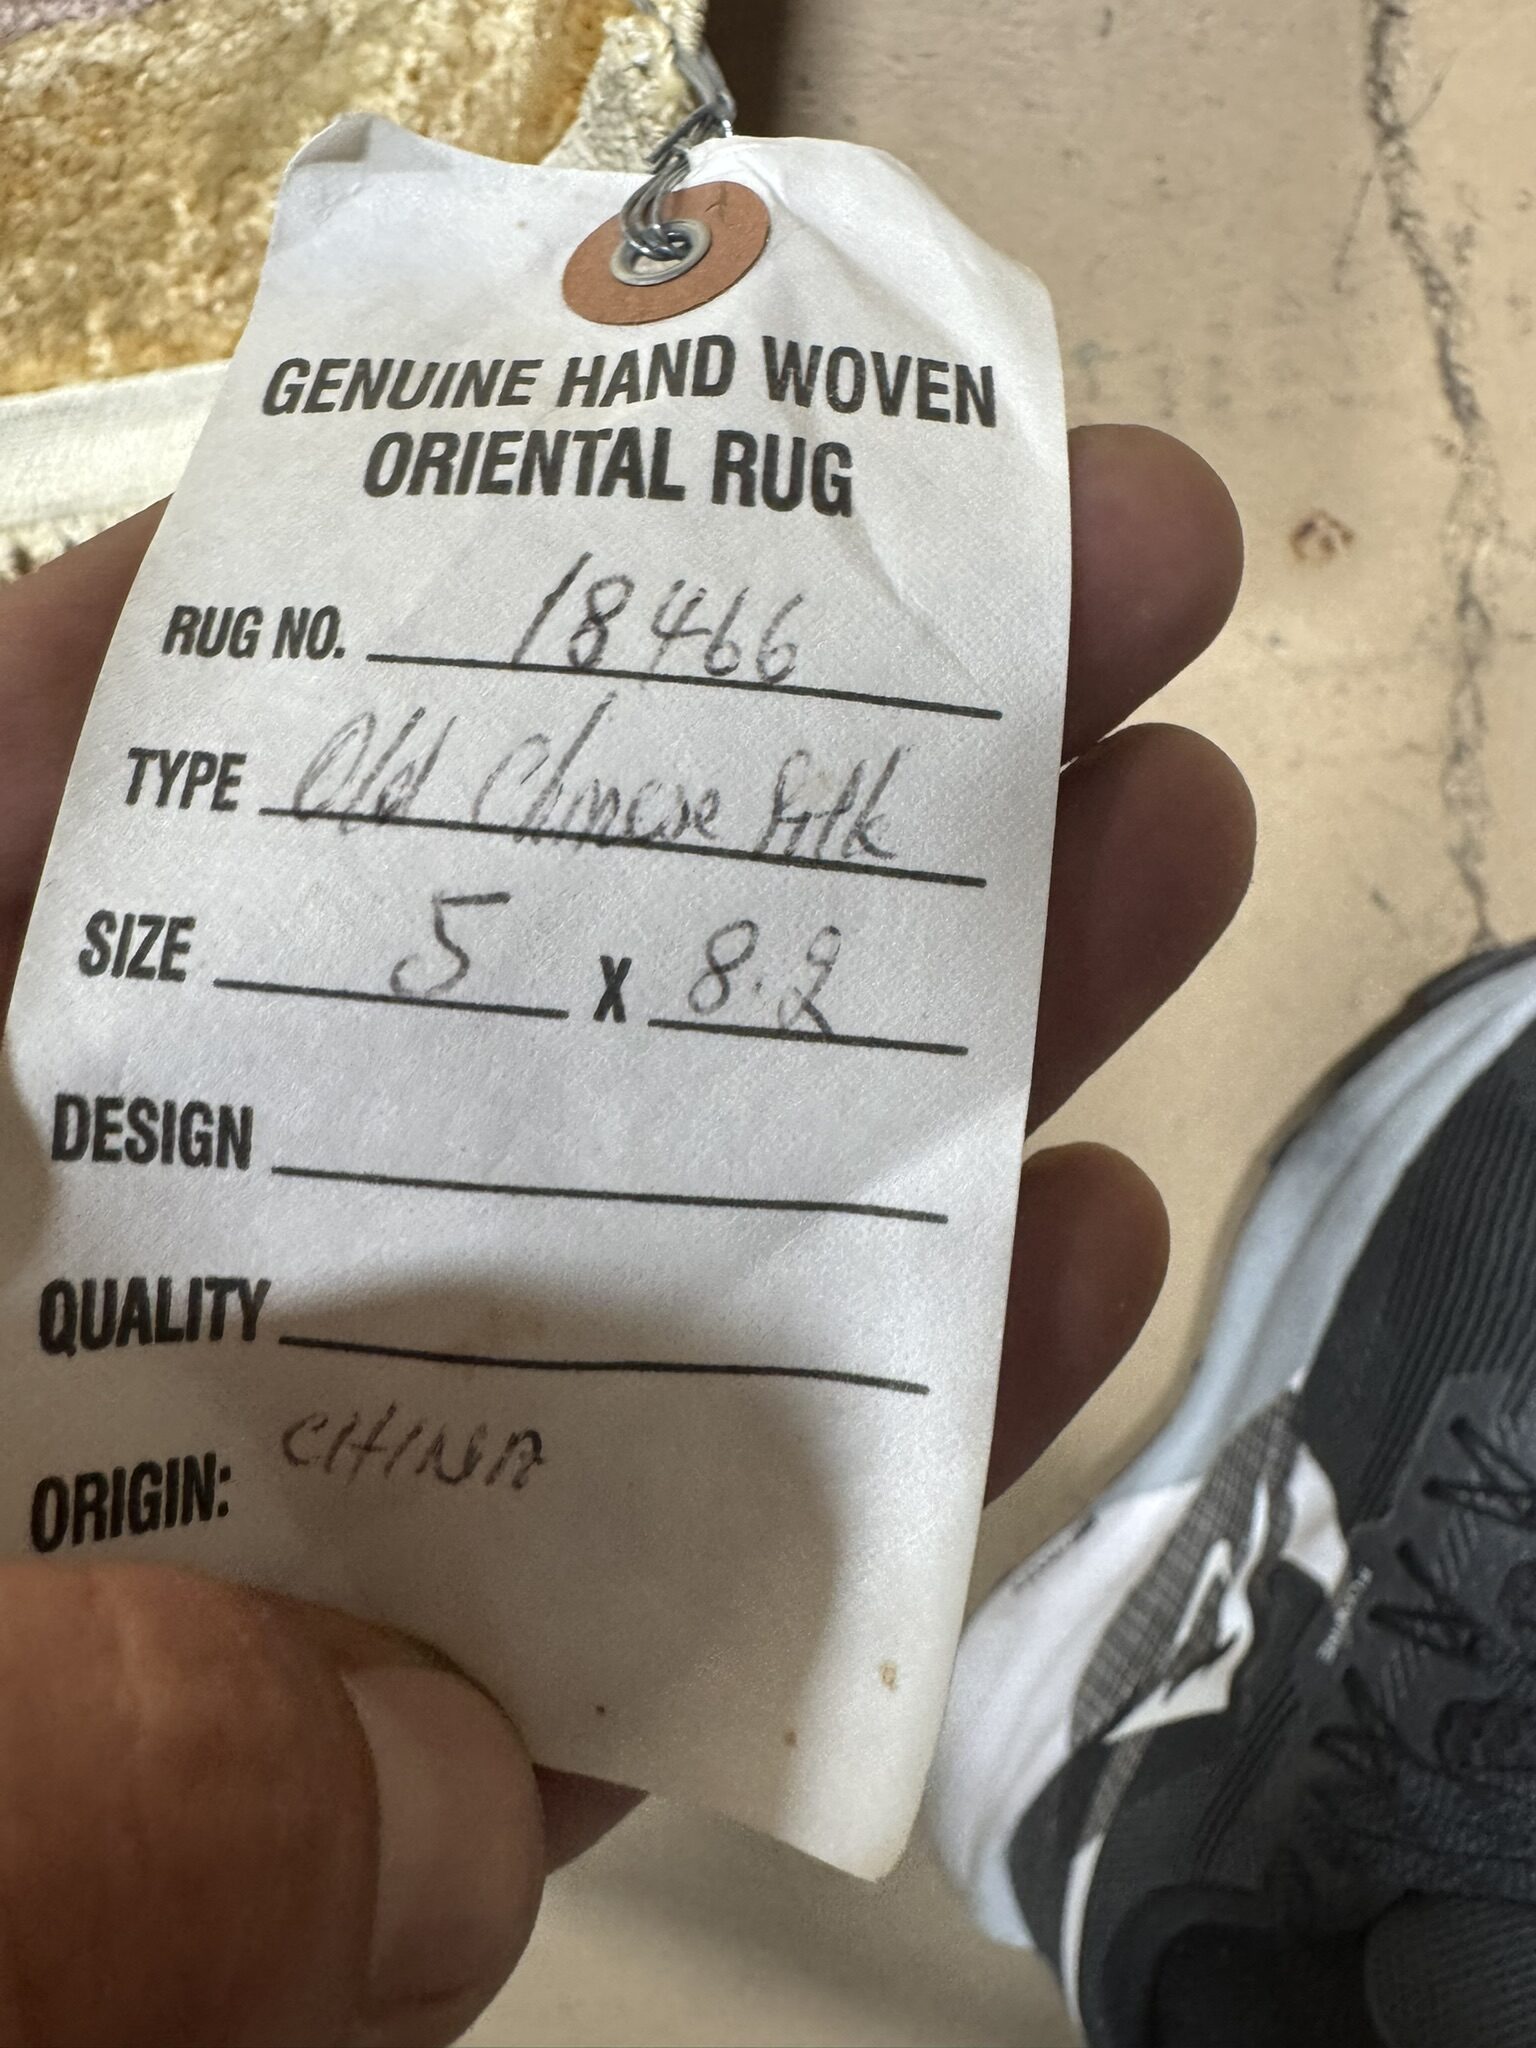 GENUINE HAND WOVEN
ORIENTAL RUG
RUG NO. 18466
TYPE Old Chinese Silk
SIZE 5 X 8.2
DESIGN
QUALITY
ORIGIN: CHINA